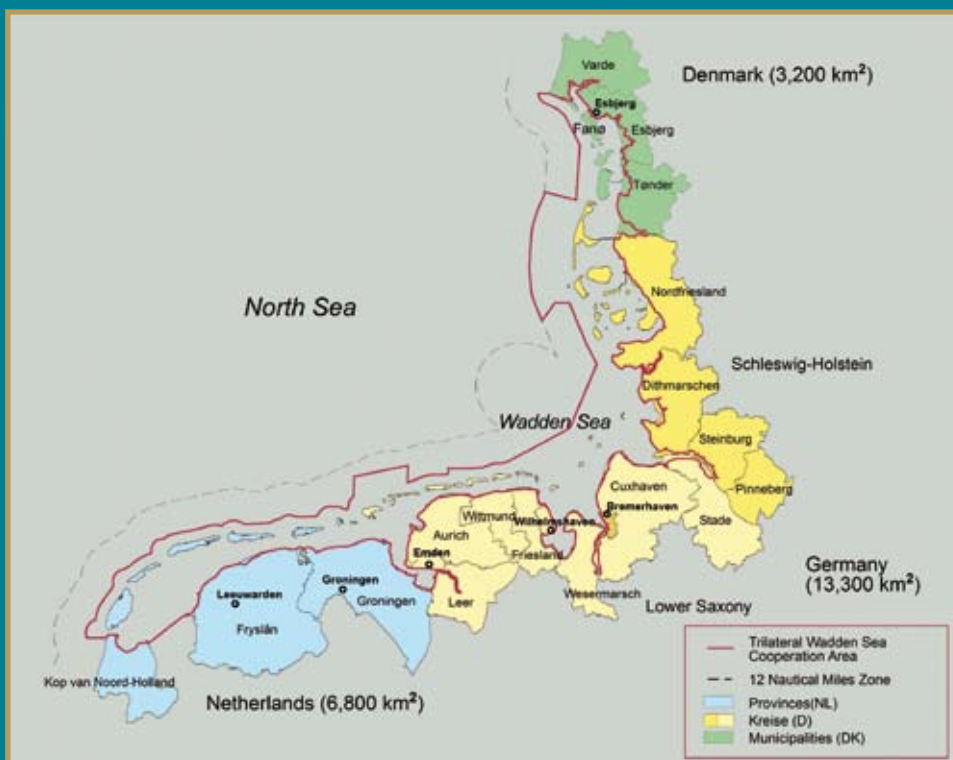 Varde
Denmark (3,200 km²)
Esbjerg
Fanø
Esbjerg
Tønder
North Sea
Nordfriesland
Schleswig-Holstein
Dithmarschen
Wadden Sea
Steinburg
Cuxhaven
Pinneberg
Bremerhaven
Wittmund
Wilhelmshaven
Stade
Aurich
Friesland
Emden
Germany
(13,300 km²)
Groningen
Leeuwarden
Groningen
Leer
Wesermarsch
Lower Saxony
Fryslân
Kop van Noord-Holland
Netherlands (6,800 km²)
Trilateral Wadden Sea
Cooperation Area
12 Nautical Miles Zone
Provinces(NL)
Kreise (D)
Municipalities (DK)